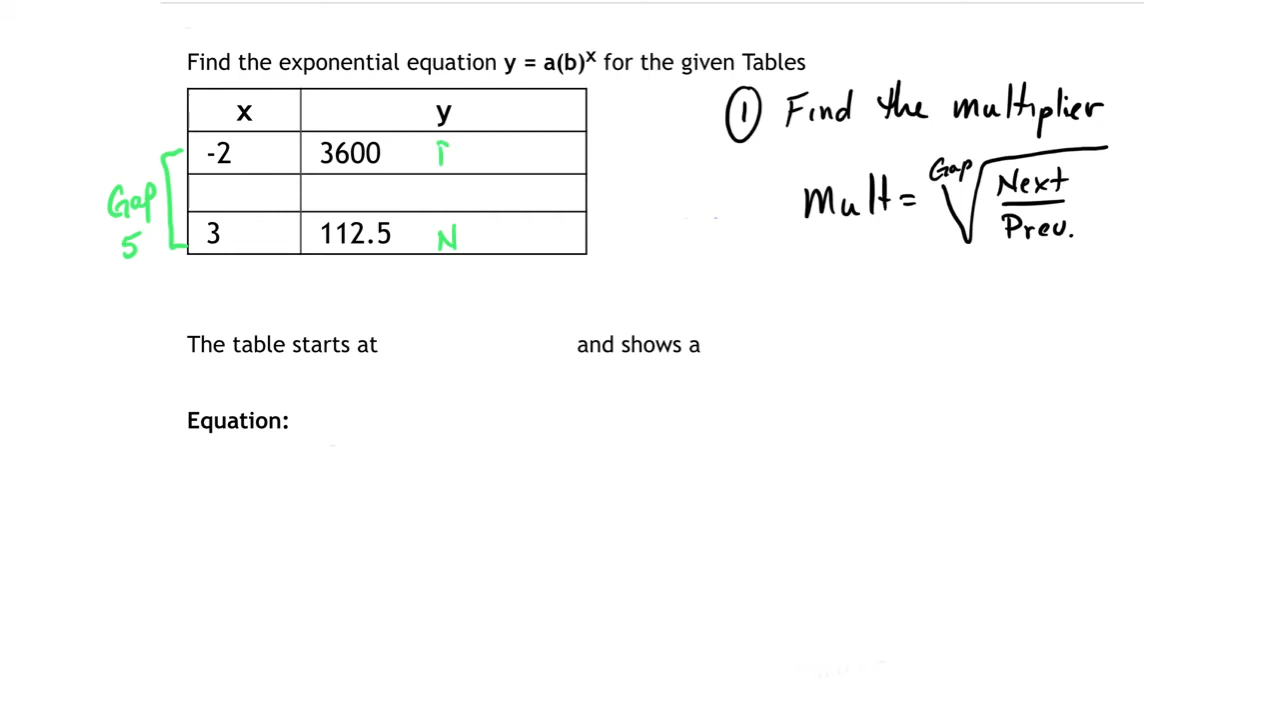 Find the exponential equation y = a(b)ˣ for the given Tables
x y
-2 3600
3 112.5 N
Gap
5
① Find the multiplier
Mult = Gap√ Next / Prev.
The table starts at and shows a
Equation: